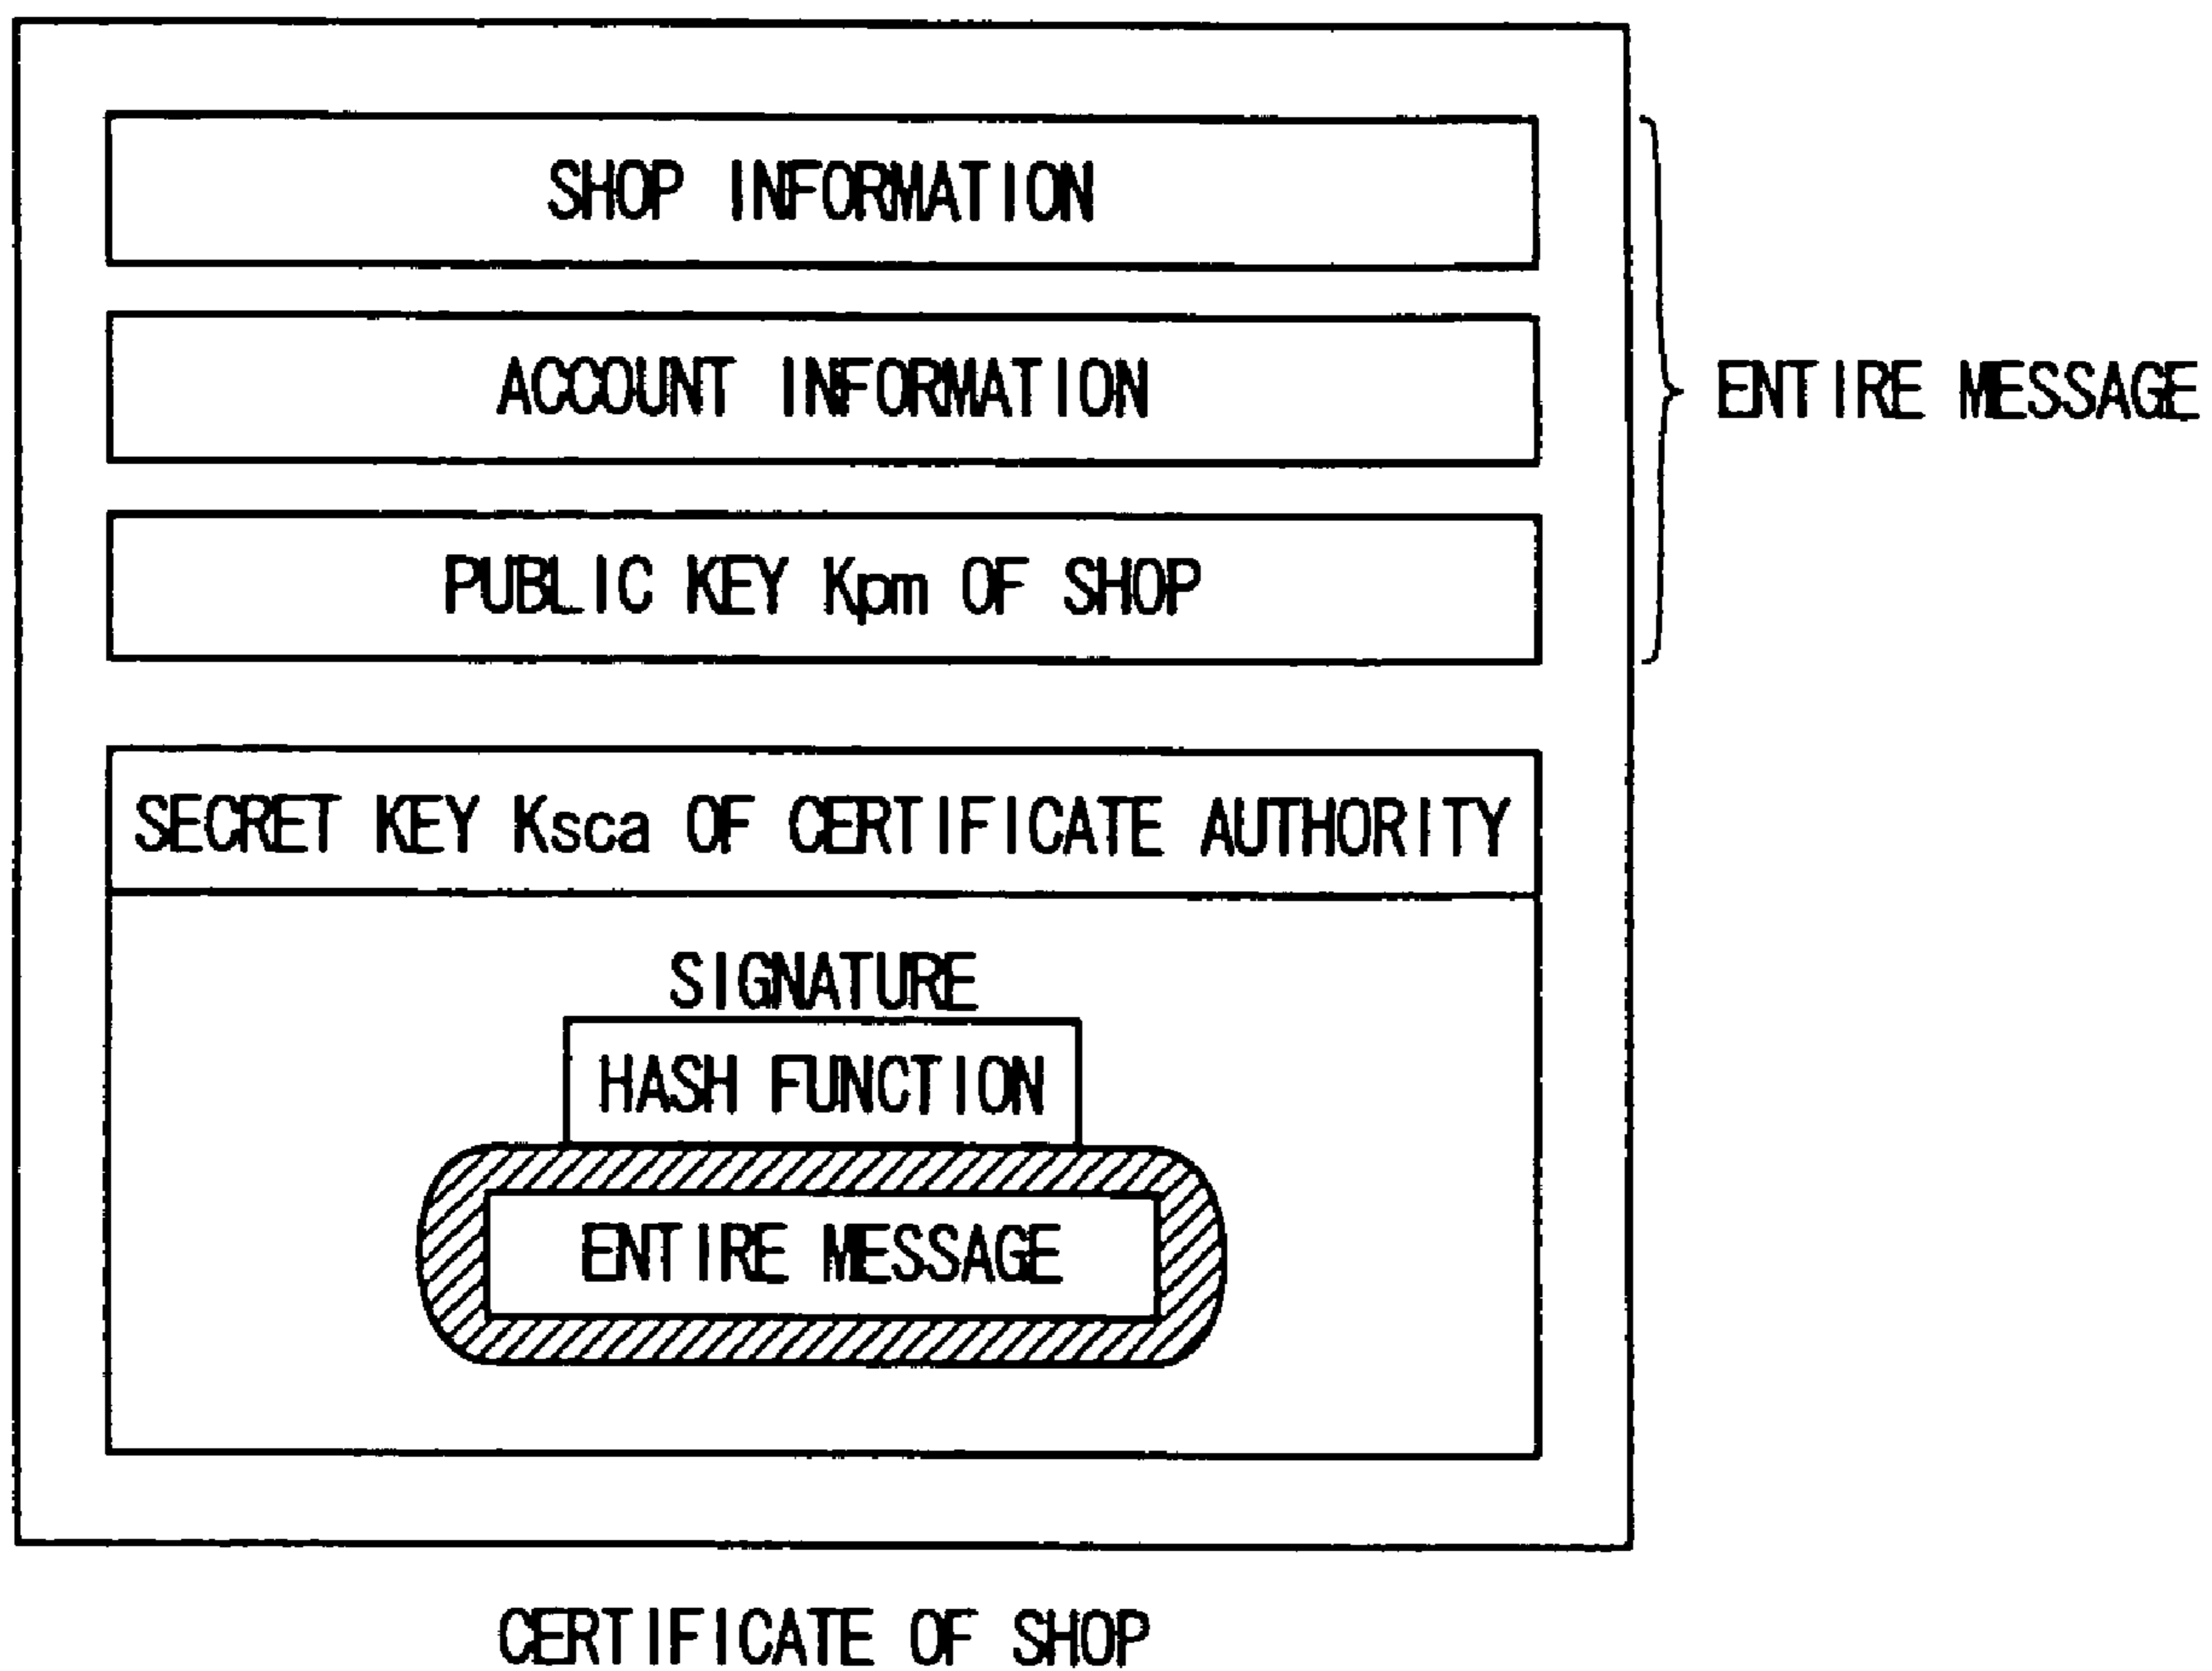 SHOP INFORMATION
ACCOUNT INFORMATION
ENTIRE MESSAGE
PUBLIC KEY Kpm OF SHOP
SECRET KEY Ksca OF CERTIFICATE AUTHORITY
SIGNATURE
HASH FUNCTION
ENTIRE MESSAGE
CERTIFICATE OF SHOP